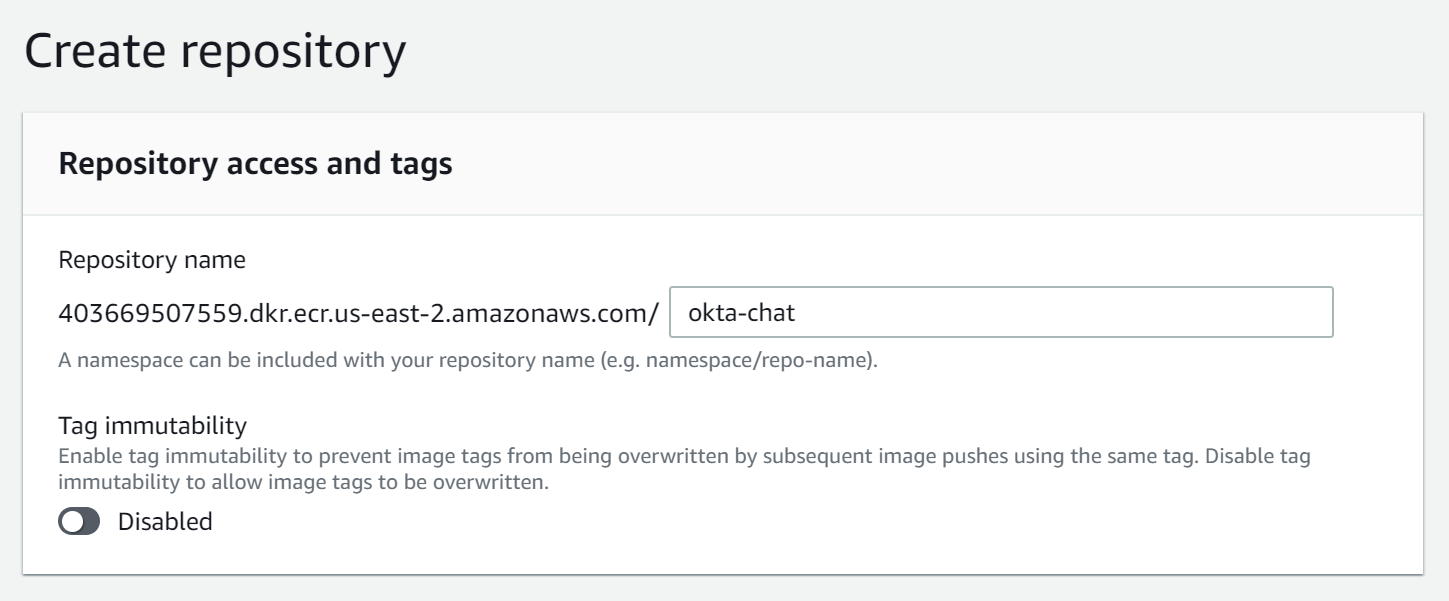 Create repository
Repository access and tags
Repository name
403669507559.dkr.ecr.us-east-2.amazonaws.com/ okta-chat
A namespace can be included with your repository name (e.g. namespace/repo-name).
Tag immutability
Enable tag immutability to prevent image tags from being overwritten by subsequent image pushes using the same tag. Disable tag
immutability to allow image tags to be overwritten.
Disabled